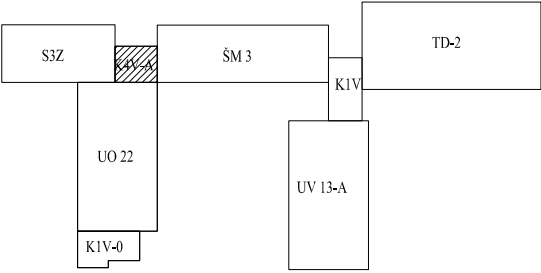 S3Z
K4V-A
ŠM 3
TD-2
K1V
UO 22
UV 13-A
K1V-0